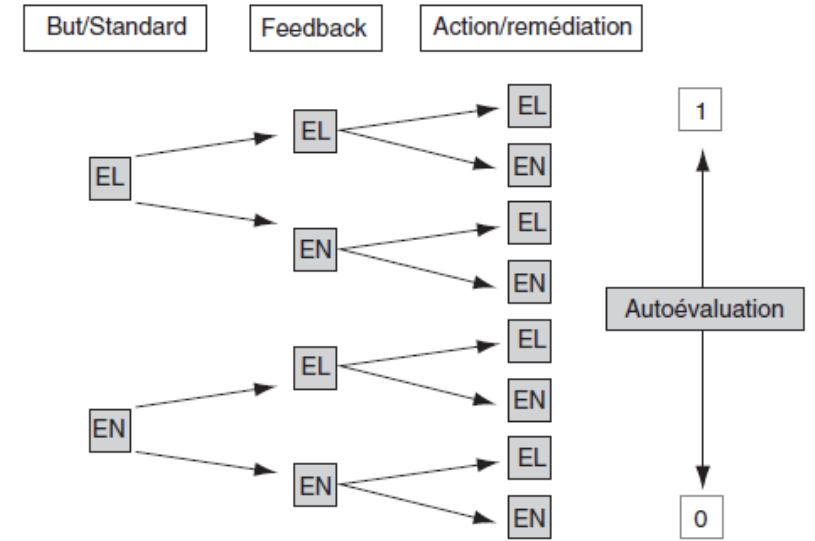 But/Standard Feedback Action/remédiation
EL
1
EL
EN
EL
EL
EN
EN
Autoévaluation
EL
EL
EN
EN
EL
EN
EN
0